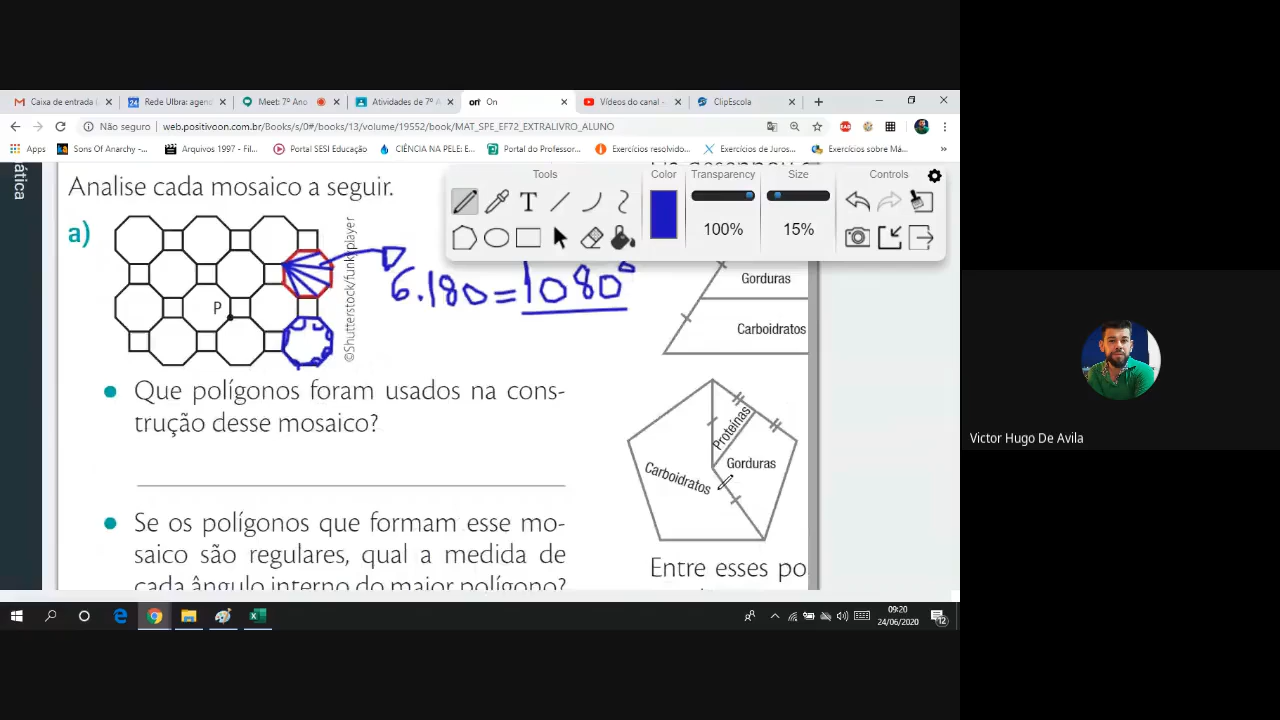 Caixa de entrada (
Rede Ulbra: agen
Meet: 7º Ano
Atividades de 7º A
On
Vídeos do canal -
ClipEscola
Não seguro
web.positivoon.com.br/Books/s/0#/books/13/volume/19552/book/MAT_SPE_EF72_EXTRALIVRO_ALUNO
Apps
Sons Of Anarchy -...
Arquivos 1997 - Fil...
Portal SESI Educação
CIÊNCIA NA PELE: E...
Portal do Professor...
Exercícios resolvido...
Exercícios de Juros...
Exercícios sobre Má...
ática
Analise cada mosaico a seguir.
Tools
Color
Transparency
Size
Controls
100%
15%
a)
P
©Shutterstock/funkyplayer
6.180=1080°
Gorduras
Carboidratos
Que polígonos foram usados na cons-
trução desse mosaico?
Proteínas
Gorduras
Carboidratos
Se os polígonos que formam esse mo-
saico são regulares, qual a medida de
cada ângulo interno do maior polígono?
Entre esses po
Victor Hugo De Avila
09:20
24/06/2020
12